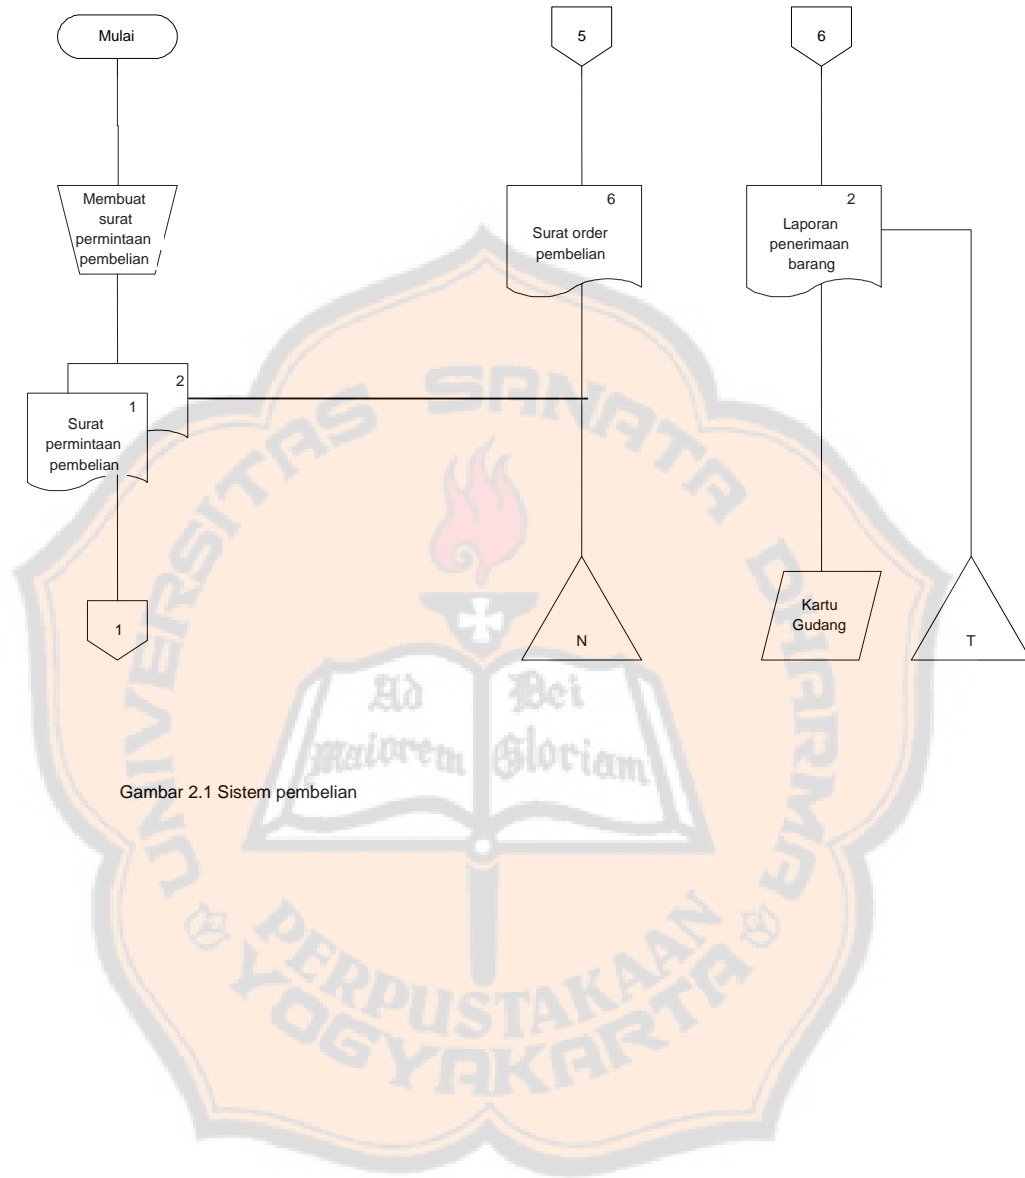 Mulai
5
6
Membuat
surat
permintaan
pembelian
6
Surat order
pembelian
2
Laporan
penerimaan
barang
2
1
Surat
permintaan
pembelian
1
N
Kartu
Gudang
T
Gambar 2.1 Sistem pembelian
UNIVERSITAS SANATA DHARMA
Ad
maiorem
Dei
Gloriam
PERPUSTAKAAN
YOGYAKARTA